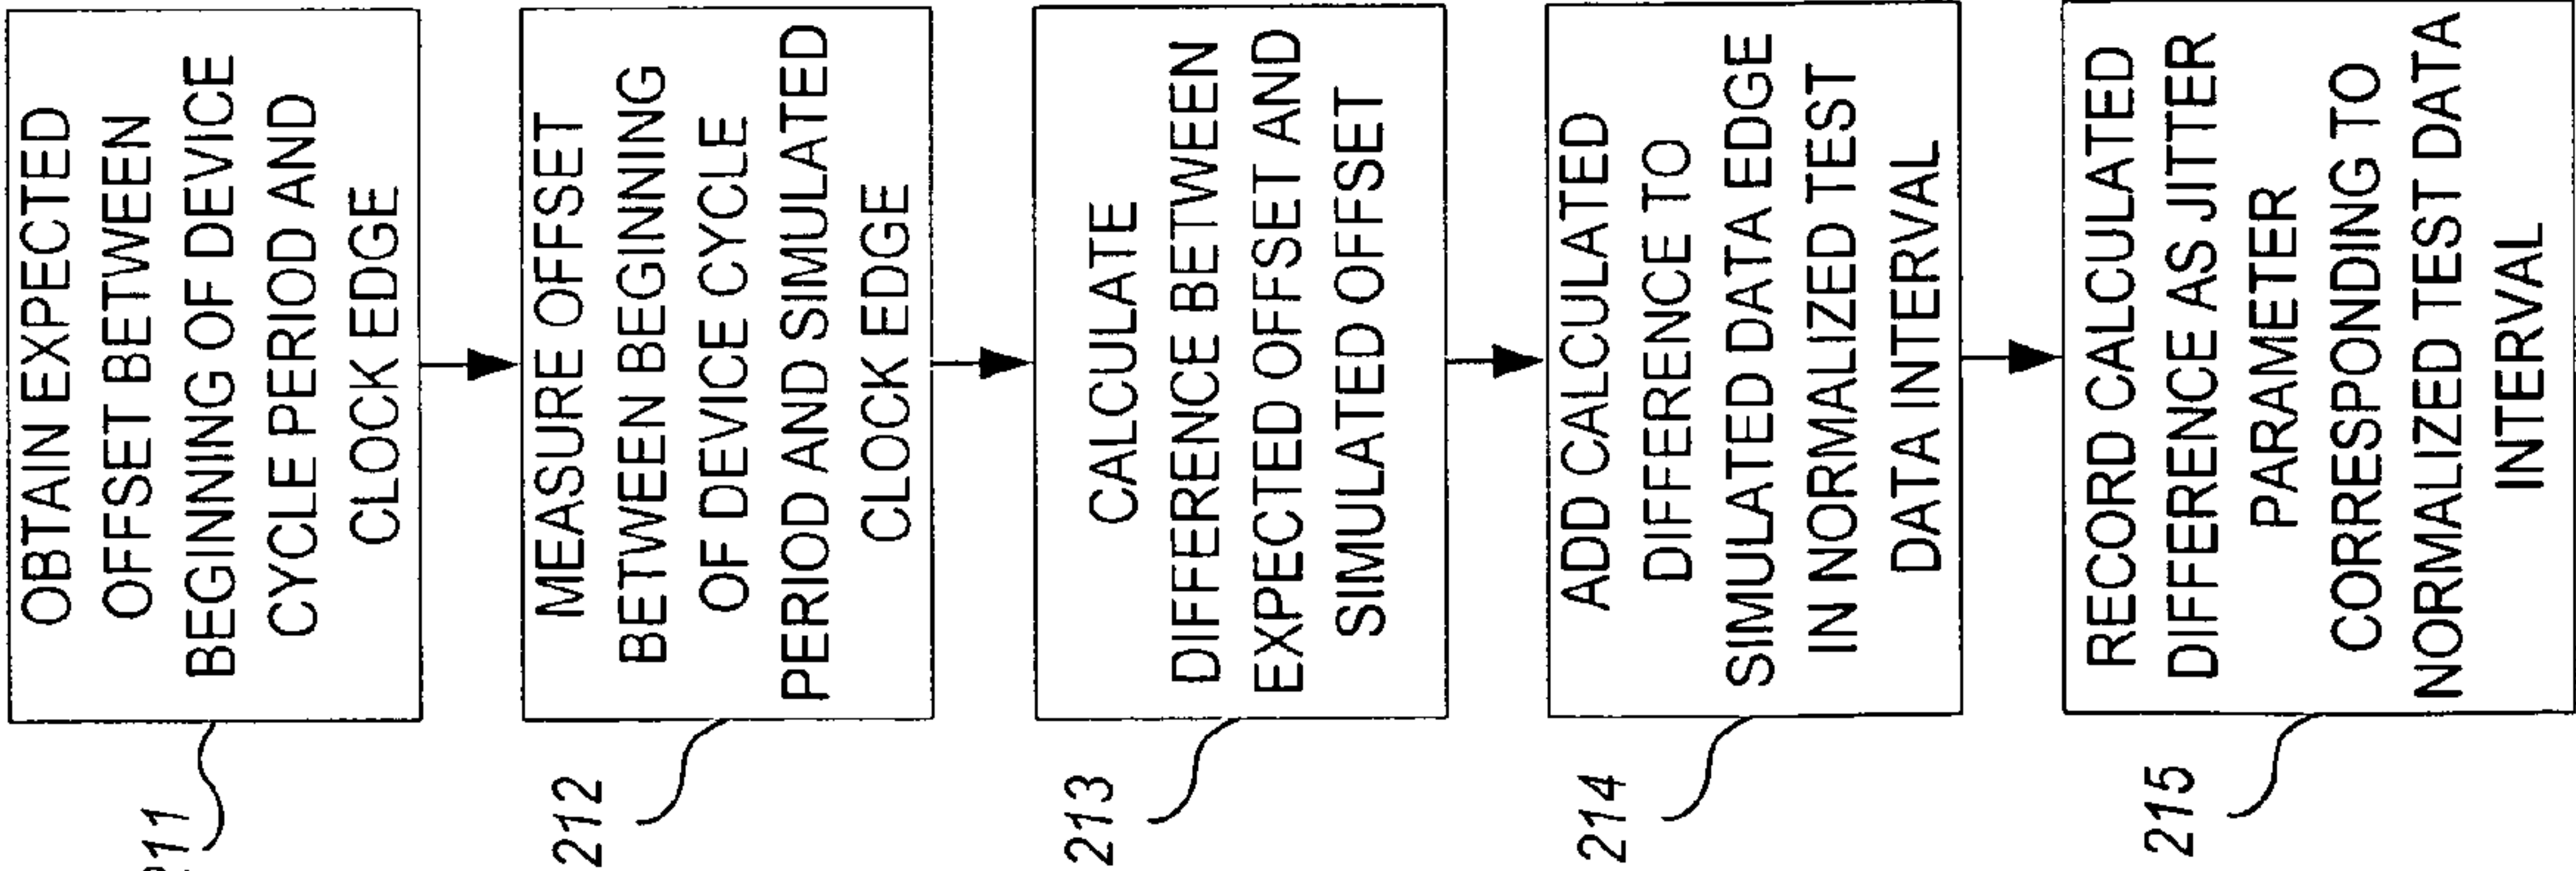 OBTAIN EXPECTED
OFFSET BETWEEN
BEGINNING OF DEVICE
CYCLE PERIOD AND
CLOCK EDGE
211
MEASURE OFFSET
BETWEEN BEGINNING
OF DEVICE CYCLE
PERIOD AND SIMULATED
CLOCK EDGE
212
CALCULATE
DIFFERENCE BETWEEN
EXPECTED OFFSET AND
SIMULATED OFFSET
213
ADD CALCULATED
DIFFERENCE TO
SIMULATED DATA EDGE
IN NORMALIZED TEST
DATA INTERVAL
214
RECORD CALCULATED
DIFFERENCE AS JITTER
PARAMETER
CORRESPONDING TO
NORMALIZED TEST DATA
INTERVAL
215